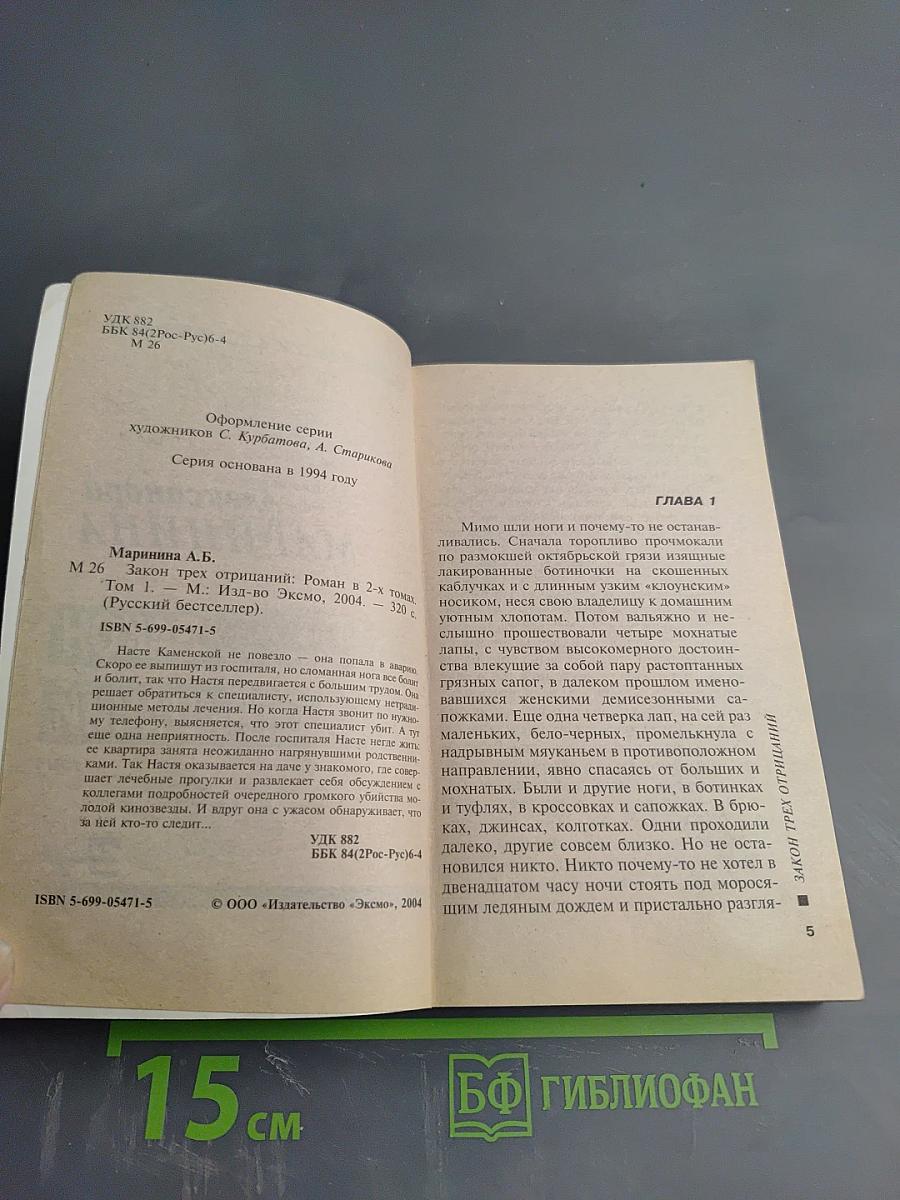 УДК 882
ББК 84(2Рос-Рус)6-4
М 26
Оформление серии
художников С. Курбатова, А. Старикова
Серия основана в 1994 году
Маринина А.Б.
М 26 Закон трех отрицаний: Роман в 2-х томах.
Том 1. — М.: Изд-во Эксмо, 2004. — 320 с.
(Русский бестселлер).
ISBN 5-699-05471-5
Насте Каменской не повезло — она попала в аварию.
Скоро ее выпишут из госпиталя, но сломанная нога все болит
и болит, так что Настя передвигается с большим трудом. Она
решает обратиться к специалисту, использующему нетради-
ционные методы лечения. Но когда Настя звонит по нужно-
му телефону, выясняется, что этот специалист убит. А тут
еще одна неприятность. После госпиталя Насте негде жить:
ее квартира занята неожиданно нагрянувшими родственни-
ками. Так Настя оказывается на даче у знакомого, где совер-
шает лечебные прогулки и развлекает себя обсуждением с
коллегами подробностей очередного громкого убийства мо-
лодой кинозвезды. И вдруг она с ужасом обнаруживает, что
за ней кто-то следит...
УДК 882
ББК 84(2Рос-Рус)6-4
ISBN 5-699-05471-5
© ООО «Издательство «Эксмо», 2004
ГЛАВА 1
Мимо шли ноги и почему-то не останав-
ливались. Сначала торопливо прочмокали
по размокшей октябрьской грязи изящные
лакированные ботиночки на скошенных
каблучках и с длинным узким «клоунским»
носиком, неся свою владелицу к домашним
уютным хлопотам. Потом вальяжно и не-
слышно прошествовали четыре мохнатые
лапы, с чувством высокомерного достоин-
ства влекущие за собой пару растоптанных
грязных сапог, в далеком прошлом имено-
вавшихся женскими демисезонными са-
пожками. Еще одна четверка лап, на сей раз
маленьких, бело-черных, промелькнула с
надрывным мяуканьем в противоположном
направлении, явно спасаясь от больших и
мохнатых. Были и другие ноги, в ботинках
и туфлях, в кроссовках и сапожках. В брю-
ках, джинсах, колготках. Одни проходили
далеко, другие совсем близко. Но не оста-
новился никто. Никто почему-то не хотел в
двенадцатом часу ночи стоять под морося-
щим ледяным дождем и пристально разгля-
ЗАКОН ТРЕХ ОТРИЦАНИЙ
5
15 см
БФ ГИБЛИОФАН